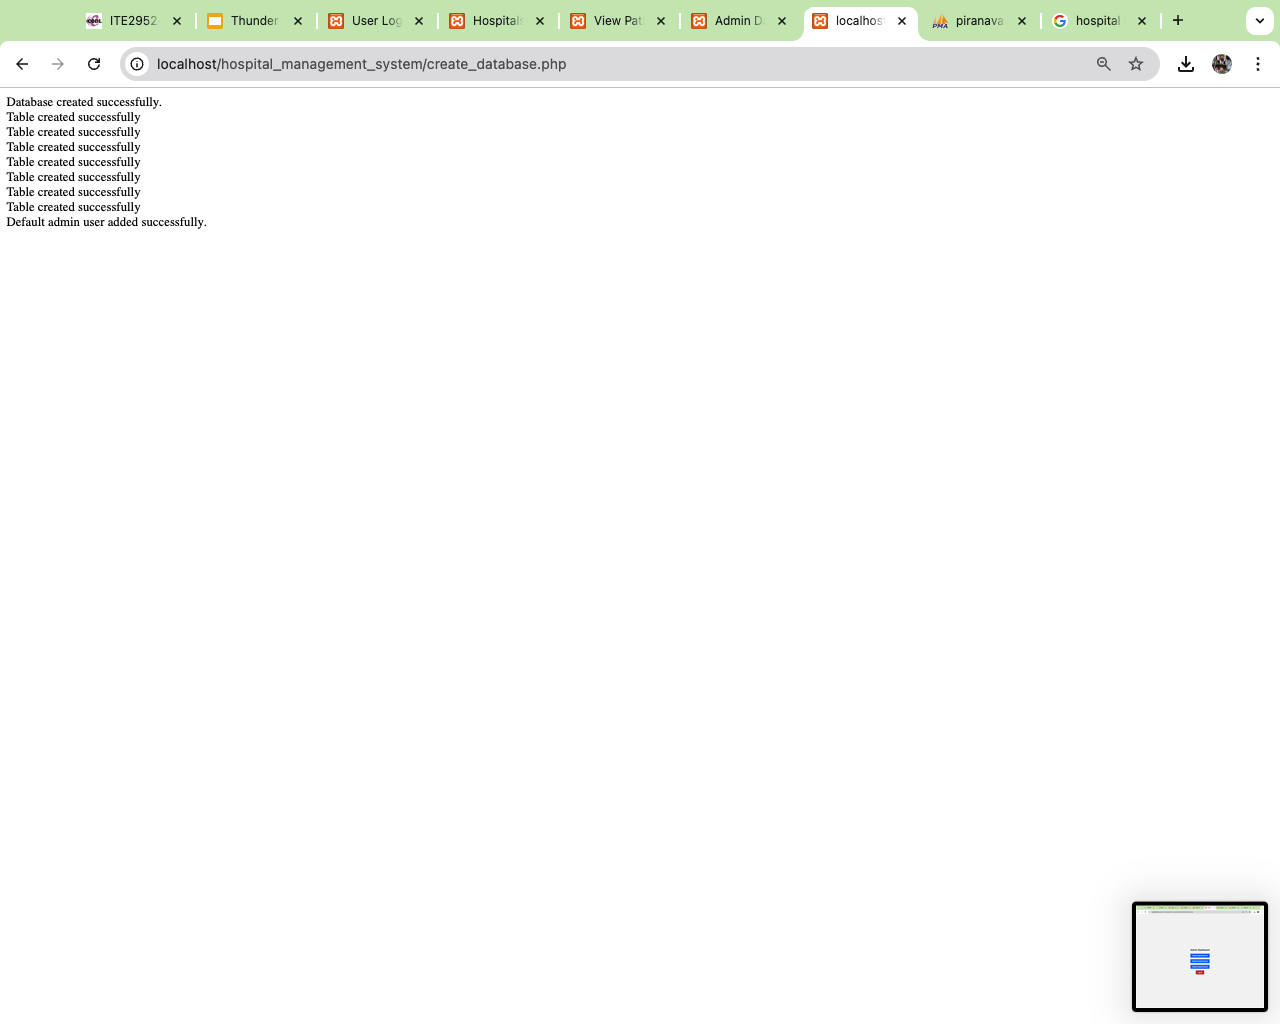 ITE2952
Thunder
User Log
Hospitals
View Pat
Admin D
localhos
piranava
hospital
localhost/hospital_management_system/create_database.php
Database created successfully.
Table created successfully
Table created successfully
Table created successfully
Table created successfully
Table created successfully
Table created successfully
Table created successfully
Default admin user added successfully.